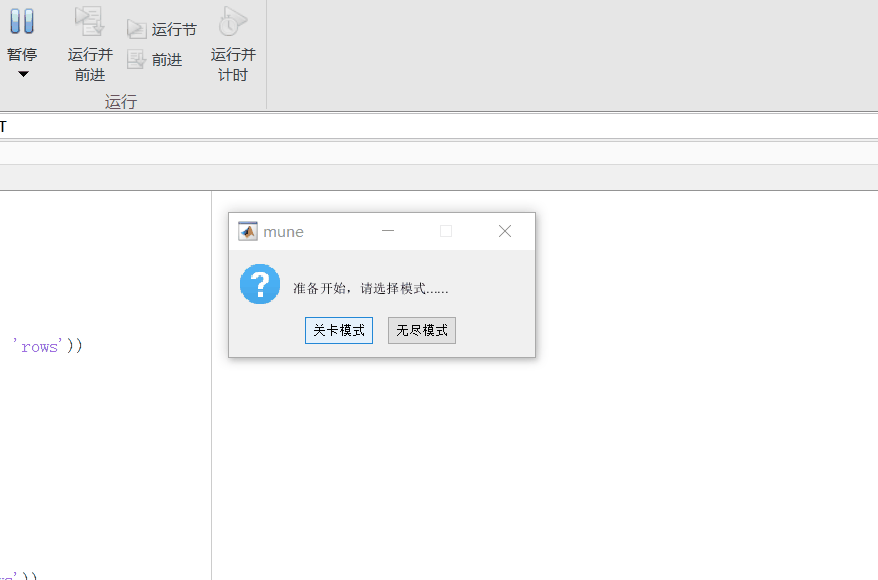 暂停
运行并
前进
运行节
前进
运行并
计时
运行
T
mune
准备开始，请选择模式......
关卡模式
无尽模式
'rows'))
s'))